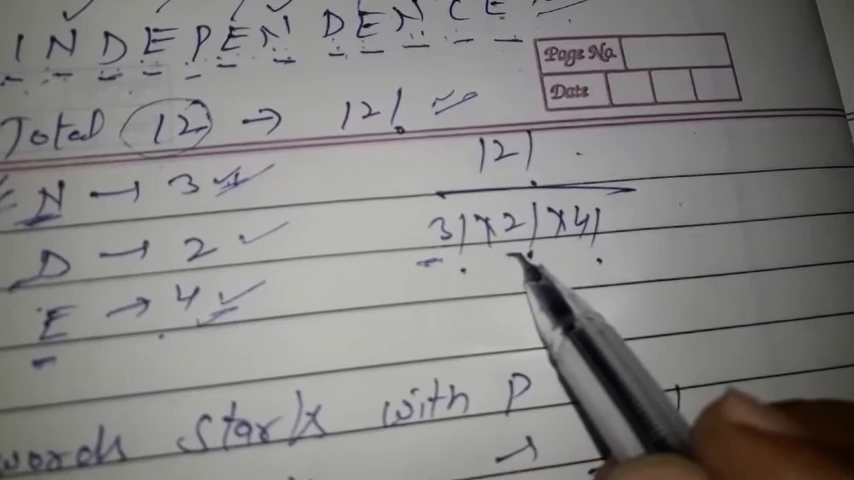 INDEPENDENCE
Page No.
Date
Total 12 → 12!
N → 3
D → 2
E → 4
12!
3! × 2! × 4!
words starts with P
→